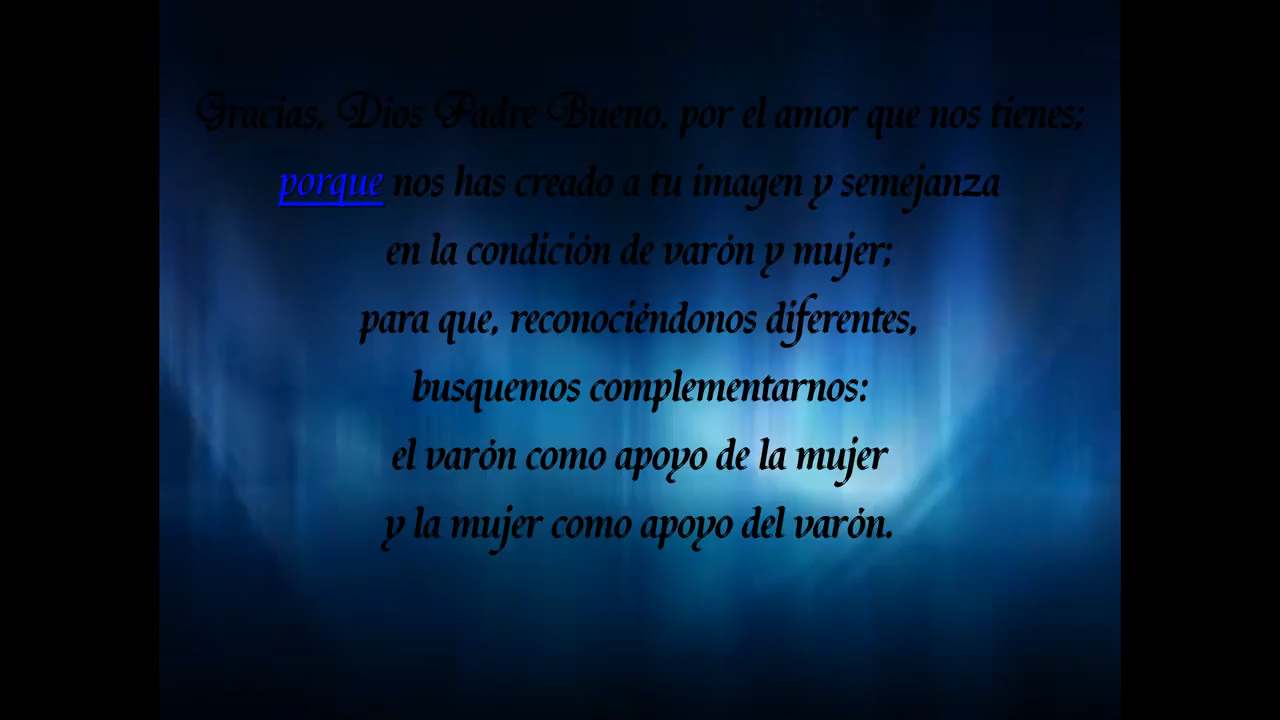 Gracias, Dios Padre Bueno, por el amor que nos tienes;
porque nos has creado a tu imagen y semejanza
en la condición de varón y mujer;
para que, reconociéndonos diferentes,
busquemos complementarnos:
el varón como apoyo de la mujer
y la mujer como apoyo del varón.